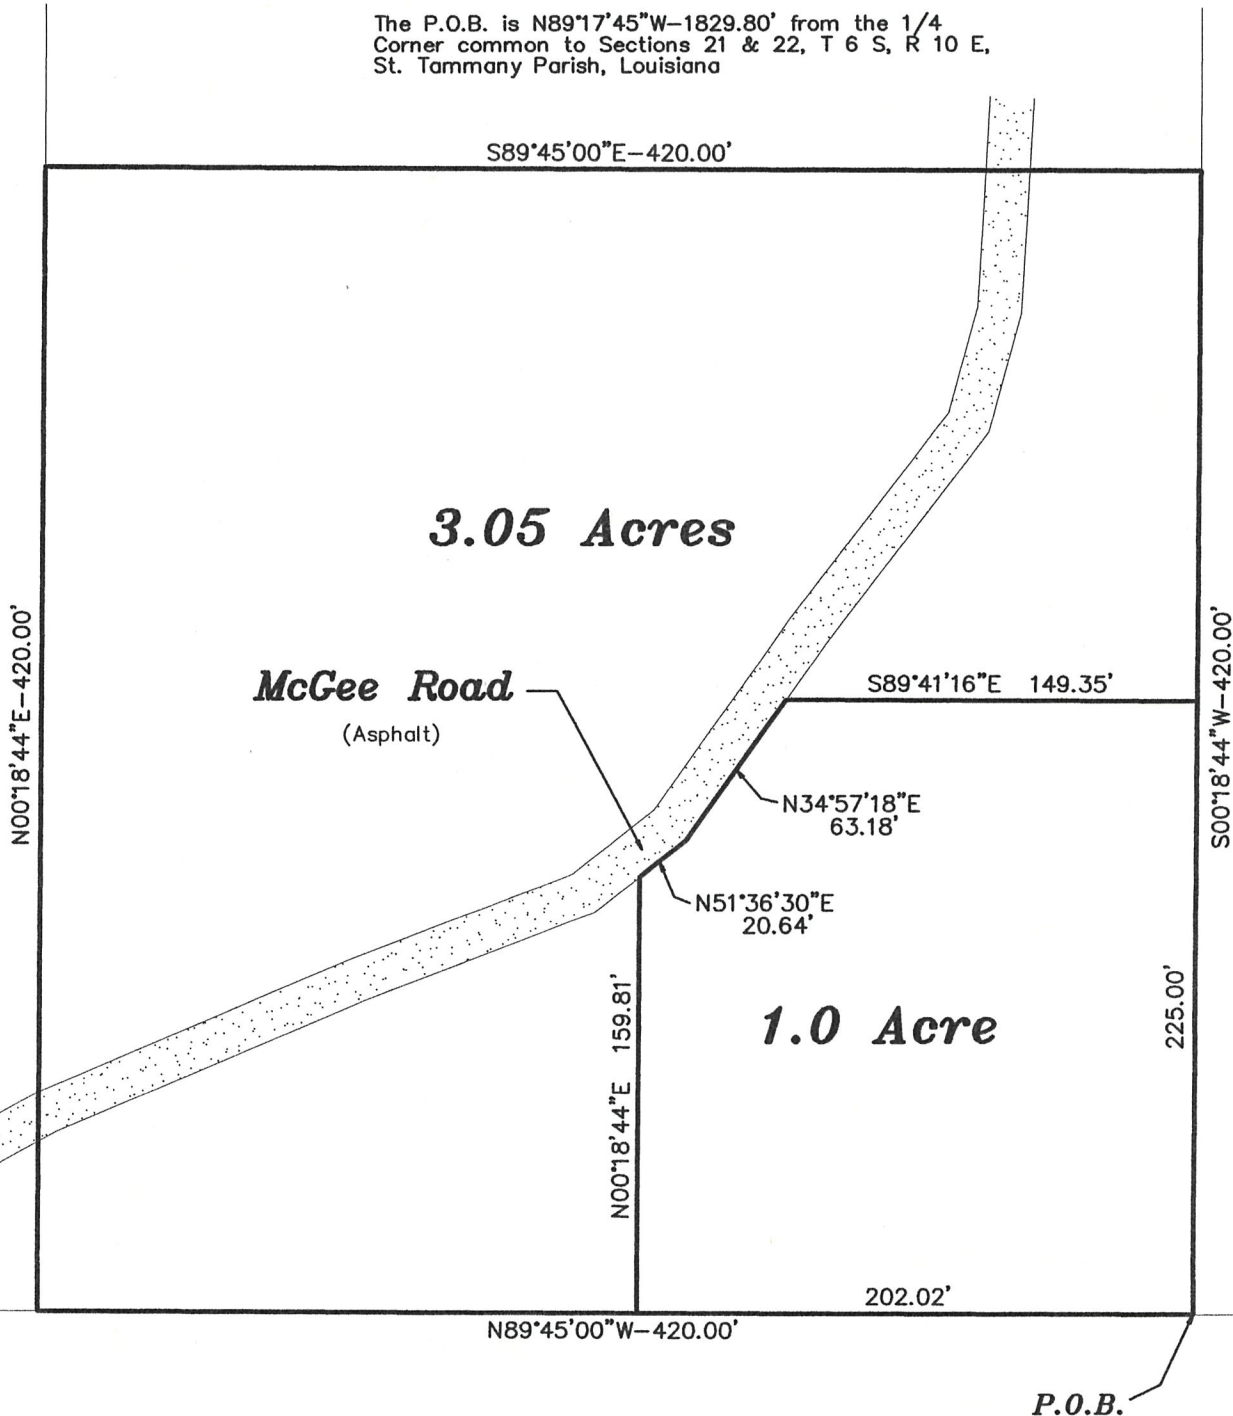 The P.O.B. is N89°17'45"W-1829.80' from the 1/4
Corner common to Sections 21 & 22, T 6 S, R 10 E,
St. Tammany Parish, Louisiana
S89°45'00"E-420.00'
3.05 Acres
N00°18'44"E-420.00'
S00°18'44"W-420.00'
McGee Road
(Asphalt)
S89°41'16"E 149.35'
N34°57'18"E
63.18'
N51°36'30"E
20.64'
N00°18'44"E 159.81'
1.0 Acre
225.00'
202.02'
N89°45'00"W-420.00'
P.O.B.